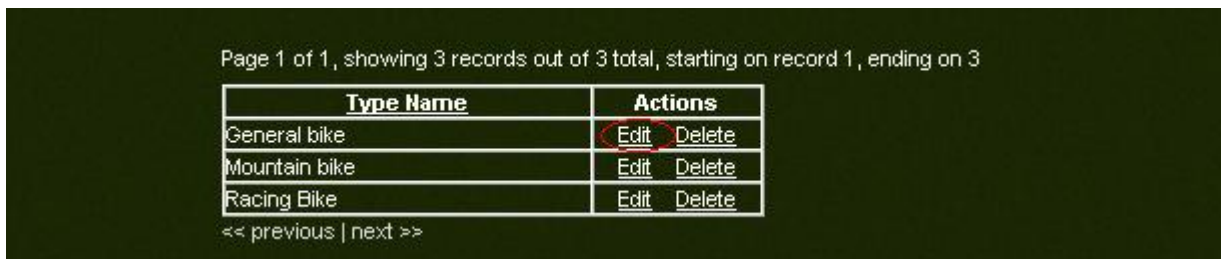 Page 1 of 1, showing 3 records out of 3 total, starting on record 1, ending on 3
Type Name Actions
General bike Edit Delete
Mountain bike Edit Delete
Racing Bike Edit Delete
<< previous | next >>